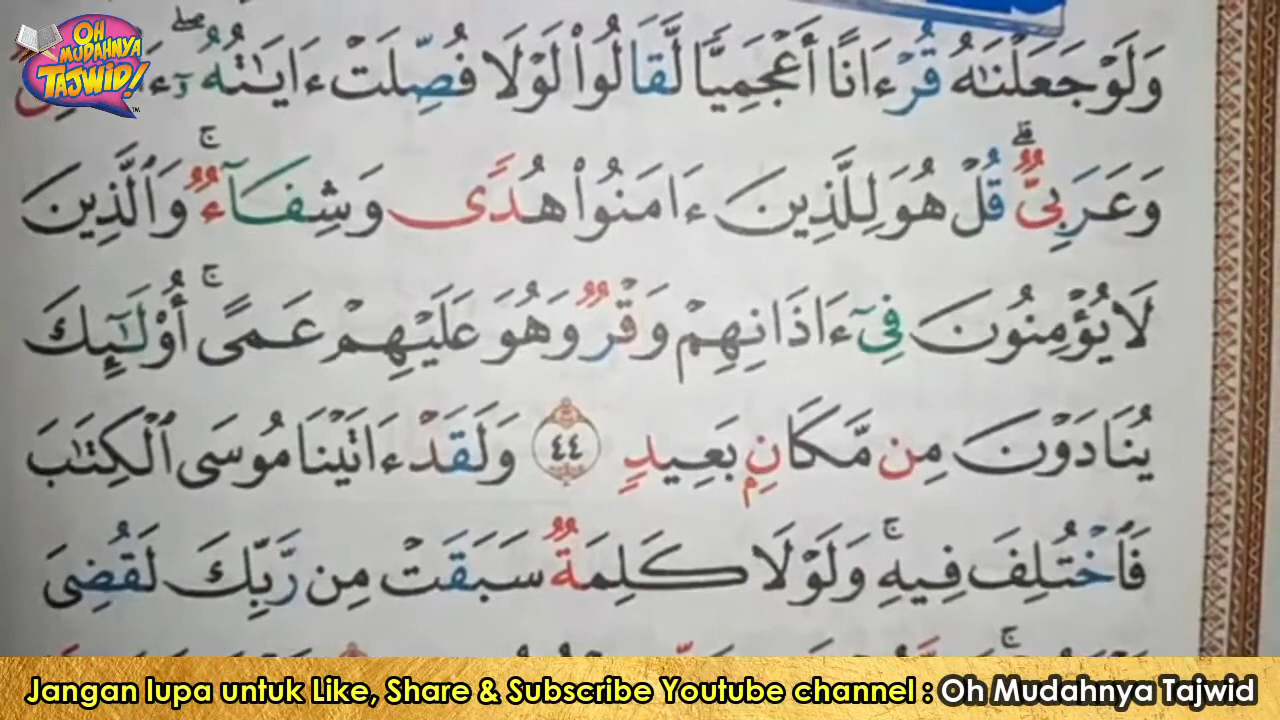 OH
MUDAHNYA
TAJWID!
™
وَلَوۡ جَعَلۡنَٰهُ قُرۡءَانًا أَعۡجَمِيّٗا لَّقَالُواْ لَوۡلَا فُصِّلَتۡ ءَايَٰتُهُۥٓۖ
وَعَرَبِيّٞۗ قُلۡ هُوَ لِلَّذِينَ ءَامَنُواْ هُدٗى وَشِفَآءٞۚ وَٱلَّذِينَ
لَا يُؤۡمِنُونَ فِيٓ ءَاذَانِهِمۡ وَقۡرٞ وَهُوَ عَلَيۡهِمۡ عَمًىۚ أُوْلَٰٓئِكَ
يُنَادَوۡنَ مِن مَّكَانِۭ بَعِيدٖ ٤٤ وَلَقَدۡ ءَاتَيۡنَا مُوسَى ٱلۡكِتَٰبَ
فَٱخۡتُلِفَ فِيهِۚ وَلَوۡلَا كَلِمَةٞ سَبَقَتۡ مِن رَّبِّكَ لَقُضِيَ
Jangan lupa untuk Like, Share & Subscribe Youtube channel : Oh Mudahnya Tajwid